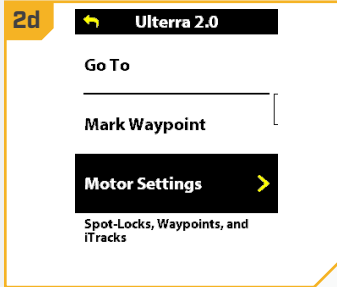 2d
Ulterra 2.0
Go To
Mark Waypoint
Motor Settings
Spot-Locks, Waypoints, and
iTracks